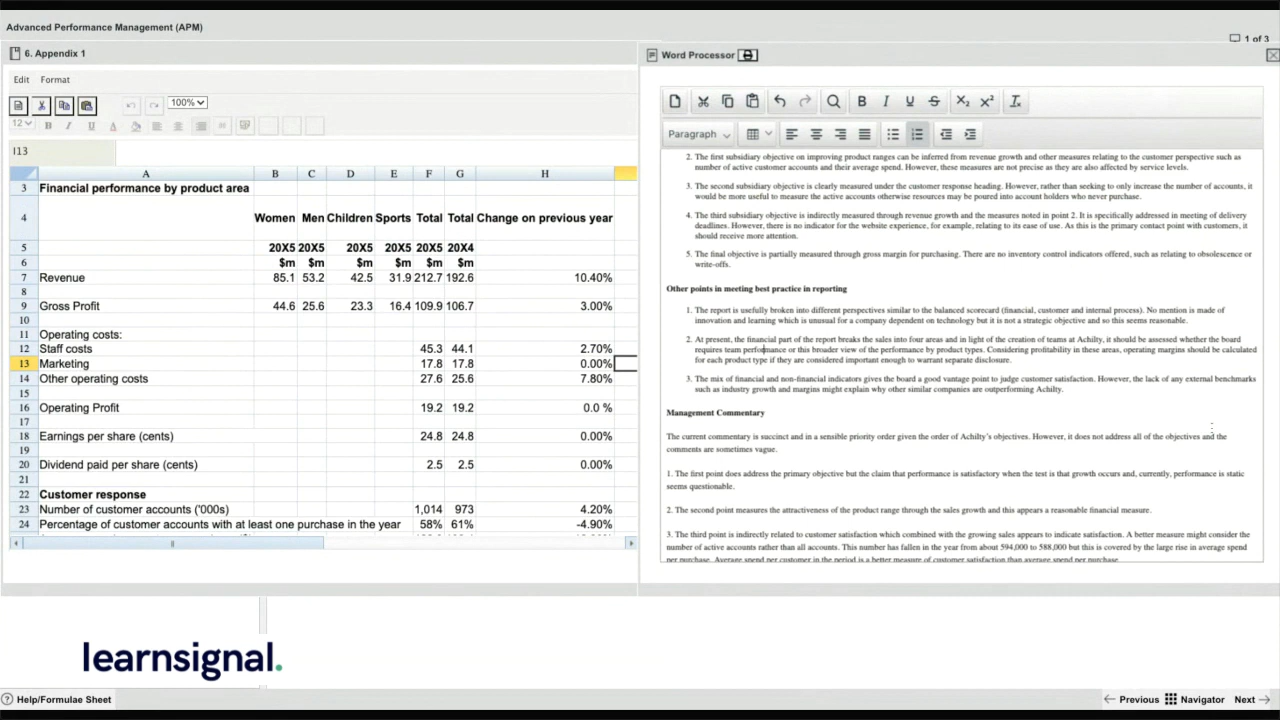 Advanced Performance Management (APM)
1 of 3
6. Appendix 1
Edit Format
100%
12 B I U A
I13
A B C D E F G H
3 Financial performance by product area
4 Women Men Children Sports Total Total Change on previous year
5 20X5 20X5 20X5 20X5 20X5 20X4
6 $m $m $m $m $m $m
7 Revenue 85.1 53.2 42.5 31.9 212.7 192.6 10.40%
8
9 Gross Profit 44.6 25.6 23.3 16.4 109.9 106.7 3.00%
10
11 Operating costs:
12 Staff costs 45.3 44.1 2.70%
13 Marketing 17.8 17.8 0.00%
14 Other operating costs 27.6 25.6 7.80%
15
16 Operating Profit 19.2 19.2 0.0 %
17
18 Earnings per share (cents) 24.8 24.8 0.00%
19
20 Dividend paid per share (cents) 2.5 2.5 0.00%
21
22 Customer response
23 Number of customer accounts ('000s) 1,014 973 4.20%
24 Percentage of customer accounts with at least one purchase in the year 58% 61% -4.90%
Word Processor
B I U S X₂ X² Ix
Paragraph
2. The first subsidiary objective on improving product ranges can be inferred from revenue growth and other measures relating to the customer perspective such as
number of active customer accounts and their average spend. However, these measures are not precise as they are also affected by service levels.
3. The second subsidiary objective is clearly measured under the customer response heading. However, rather than seeking to only increase the number of accounts, it
would be more useful to measure the active accounts otherwise resources may be poured into account holders who never purchase.
4. The third subsidiary objective is indirectly measured through revenue growth and the measures noted in point 2. It is specifically addressed in meeting of delivery
deadlines. However, there is no indicator for the website experience, for example, relating to its ease of use. As this is the primary contact point with customers, it
should receive more attention.
5. The final objective is partially measured through gross margin for purchasing. There are no inventory control indicators offered, such as relating to obsolescence or
write-offs.
Other points in meeting best practice in reporting
1. The report is usefully broken into different perspectives similar to the balanced scorecard (financial, customer and internal process). No mention is made of
innovation and learning which is unusual for a company dependent on technology but it is not a strategic objective and so this seems reasonable.
2. At present, the financial part of the report breaks the sales into four areas and in light of the creation of teams at Achilty, it should be assessed whether the board
requires team performance or this broader view of the performance by product types. Considering profitability in these areas, operating margins should be calculated
for each product type if they are considered important enough to warrant separate disclosure.
3. The mix of financial and non-financial indicators gives the board a good vantage point to judge customer satisfaction. However, the lack of any external benchmarks
such as industry growth and margins might explain why other similar companies are outperforming Achilty.
Management Commentary
The current commentary is succinct and in a sensible priority order given the order of Achilty's objectives. However, it does not address all of the objectives and the
comments are sometimes vague.
1. The first point does address the primary objective but the claim that performance is satisfactory when the test is that growth occurs and, currently, performance is static
seems questionable.
2. The second point measures the attractiveness of the product range through the sales growth and this appears a reasonable financial measure.
3. The third point is indirectly related to customer satisfaction which combined with the growing sales appears to indicate satisfaction. A better measure might consider the
number of active accounts rather than all accounts. This number has fallen in the year from about 594,000 to 588,000 but this is covered by the large rise in average spend
per purchase. Average spend per customer in the period is a better measure of customer satisfaction than average spend per purchase.
learnsignal.
Help/Formulae Sheet
Previous Navigator Next